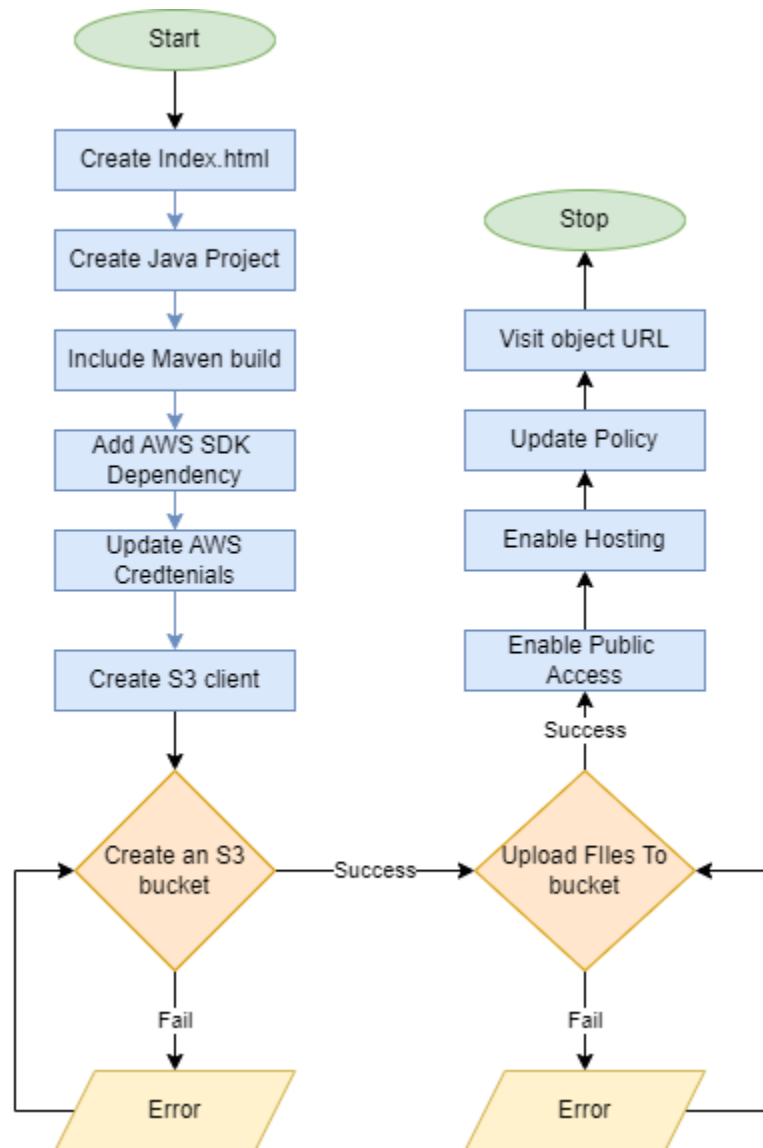 Start
Create Index.html
Create Java Project
Include Maven build
Add AWS SDK
Dependency
Update AWS
Credtenials
Create S3 client
Create an S3
bucket
Success
Fail
Error
Stop
Visit object URL
Update Policy
Enable Hosting
Enable Public
Access
Success
Upload FIles To
bucket
Fail
Error